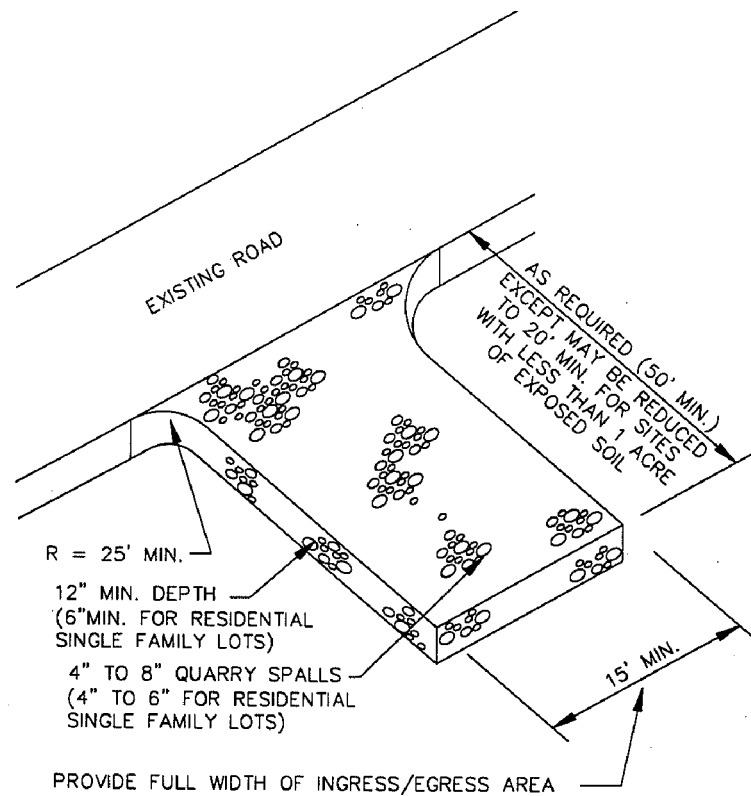 EXISTING ROAD
AS REQUIRED (50' MIN.)
EXCEPT MAY BE REDUCED
TO 20' MIN. FOR SITES
WITH LESS THAN 1 ACRE
OF EXPOSED SOIL
R = 25' MIN.
12" MIN. DEPTH
(6"MIN. FOR RESIDENTIAL
SINGLE FAMILY LOTS)
4" TO 8" QUARRY SPALLS
(4" TO 6" FOR RESIDENTIAL
SINGLE FAMILY LOTS)
15' MIN.
PROVIDE FULL WIDTH OF INGRESS/EGRESS AREA